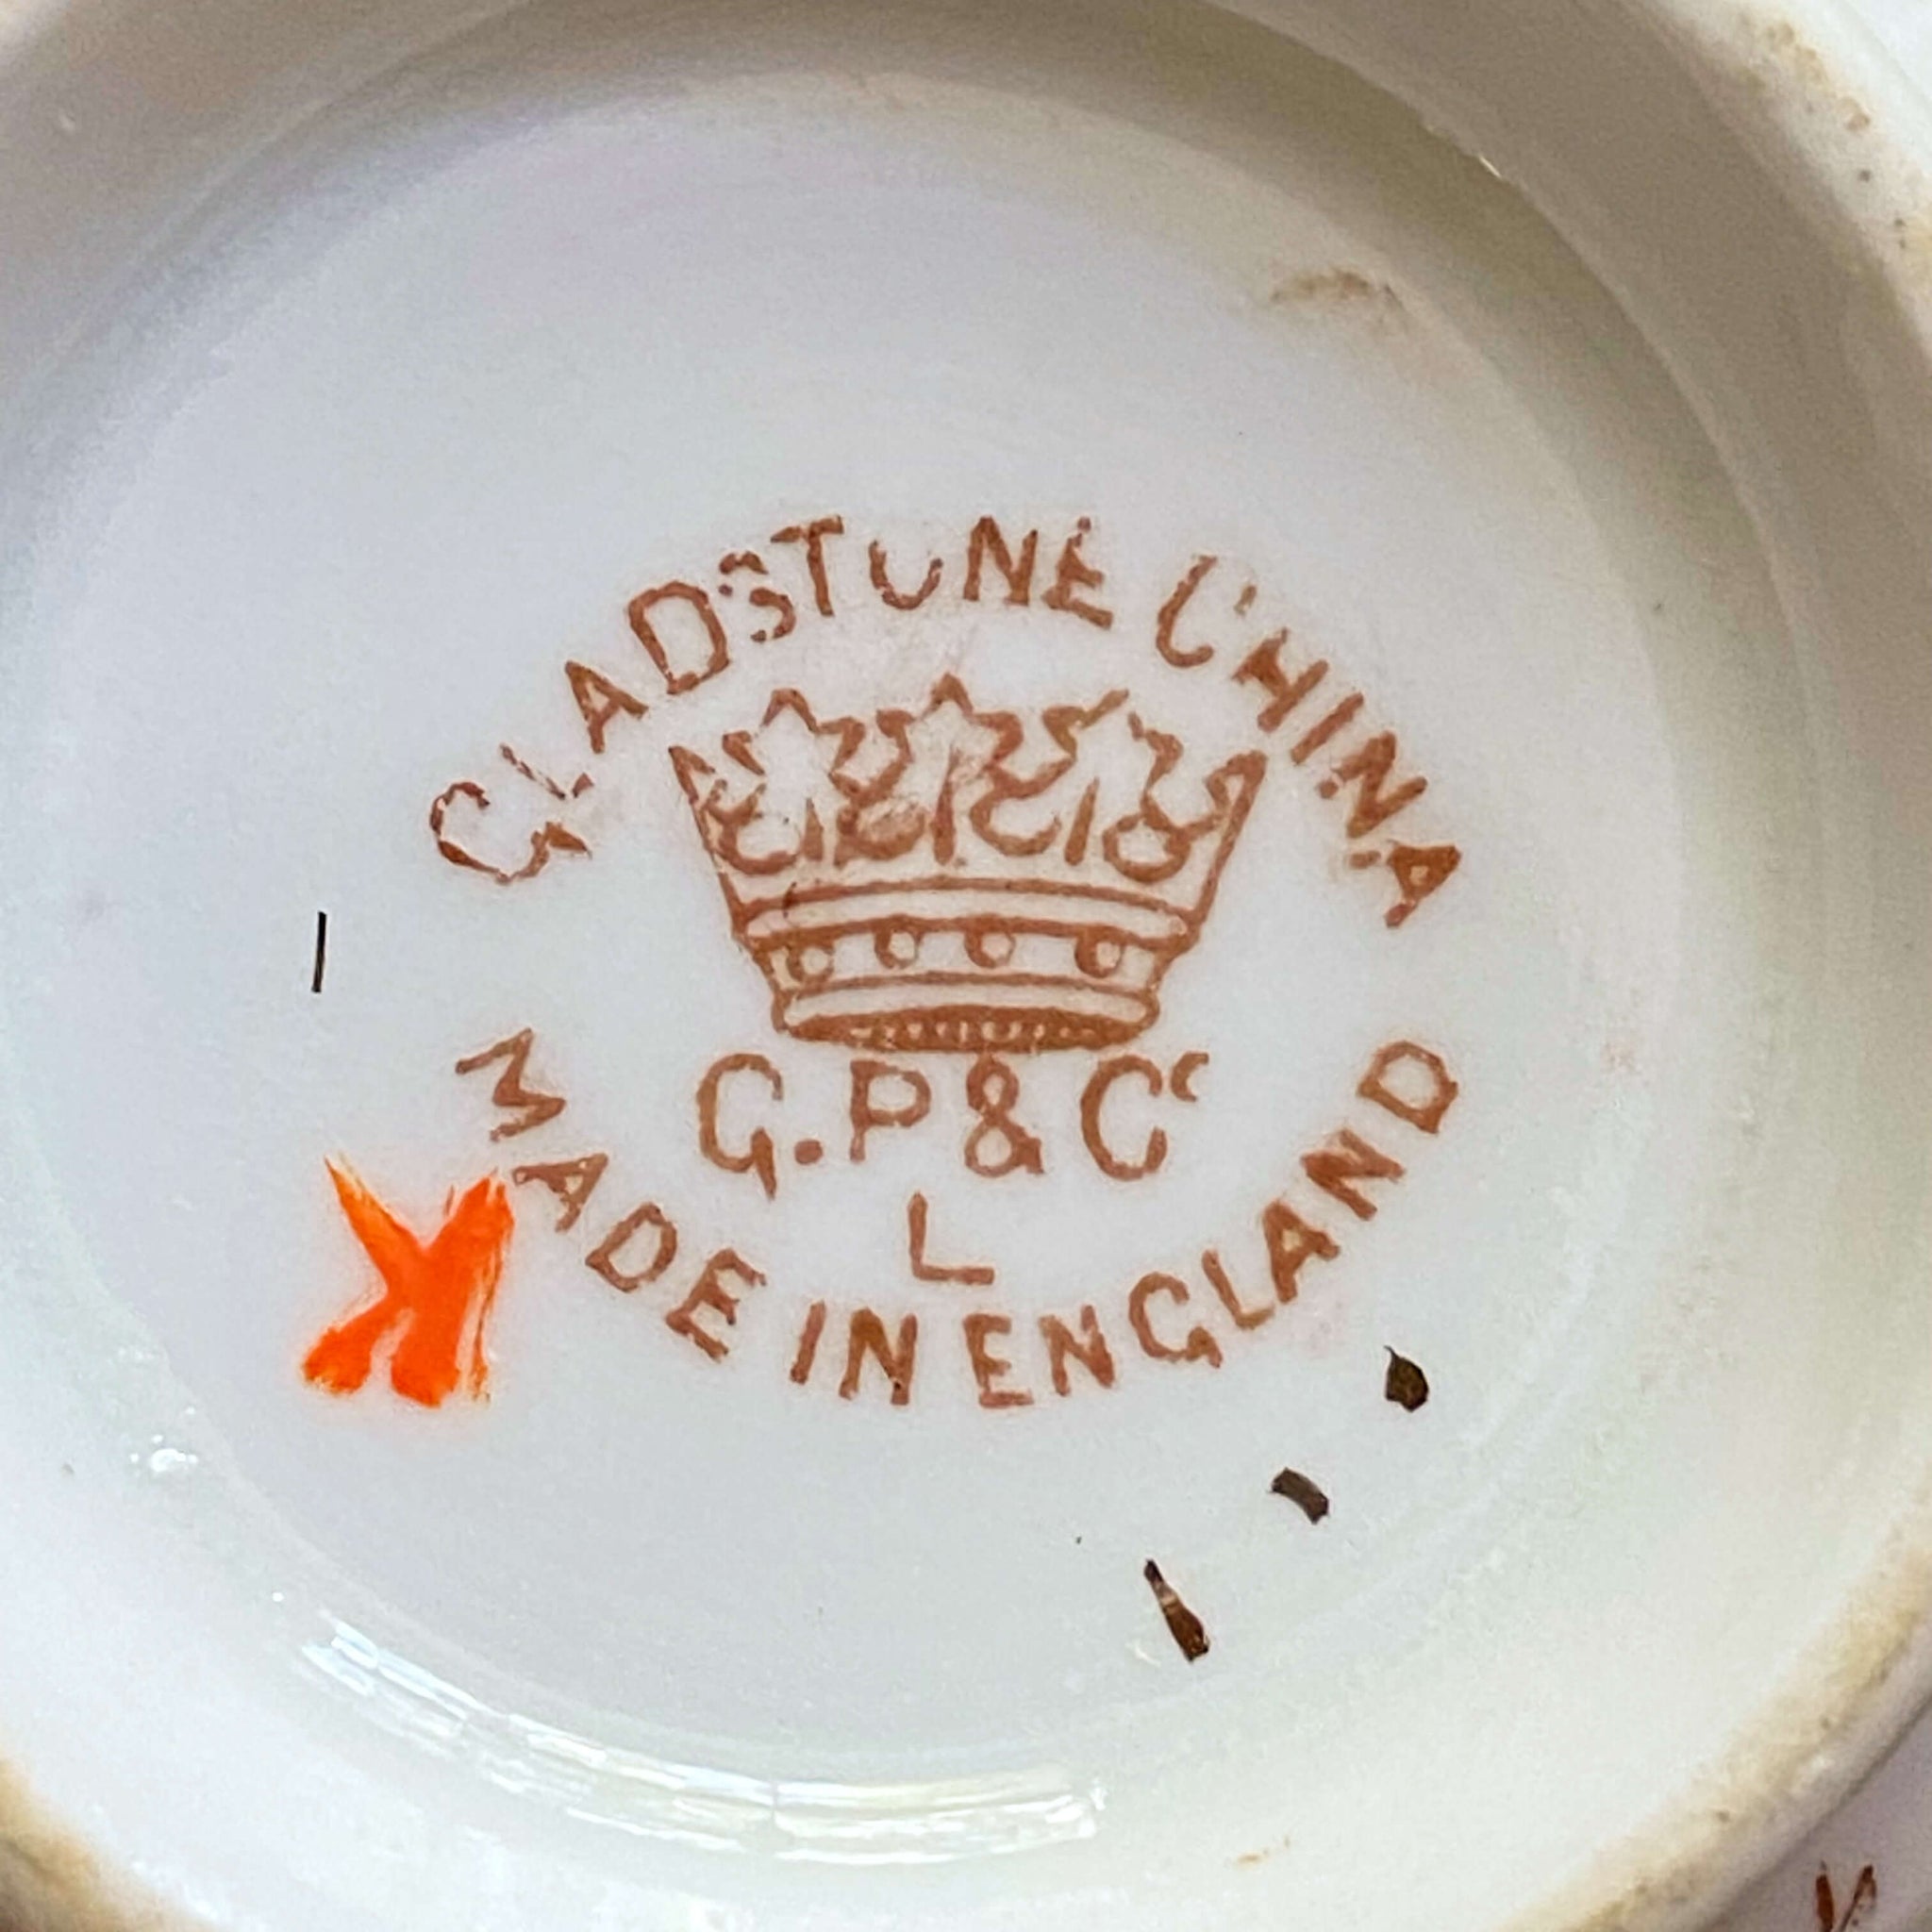 GLADSTONE CHINA
G.P & Co
L
MADE IN ENGLAND
K